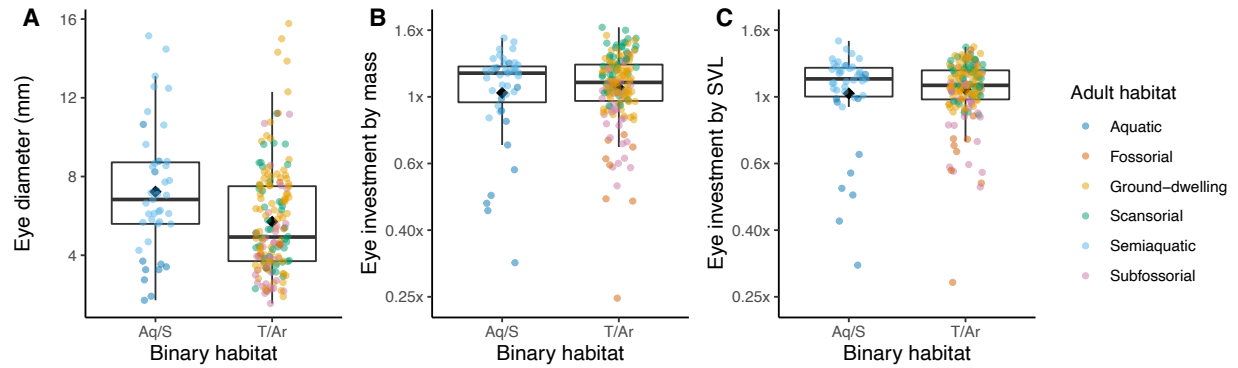 A
Eye diameter (mm)
16
12
8
4
Aq/S
T/Ar
Binary habitat
B
Eye investment by mass
1.6x
1x
0.6x
0.40x
0.25x
Aq/S
T/Ar
Binary habitat
C
Eye investment by SVL
1.6x
1x
0.6x
0.40x
0.25x
Aq/S
T/Ar
Binary habitat
Adult habitat
Aquatic
Fossorial
Ground−dwelling
Scansorial
Semiaquatic
Subfossorial